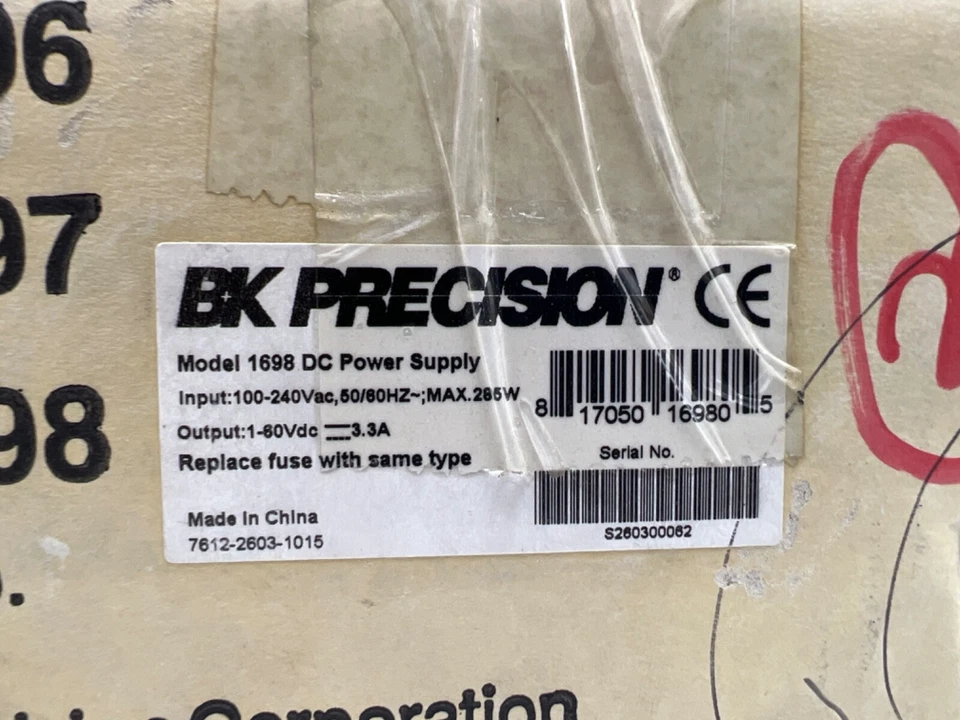 96
97
98
BK PRECISION® CE
Model 1698 DC Power Supply
Input:100-240Vac,50/60HZ~;MAX.285W
Output:1-60Vdc ⎓3.3A
Replace fuse with same type
8 17050 16980 5
Serial No.
S260300062
Made in China
7612-2603-1015
Corporation